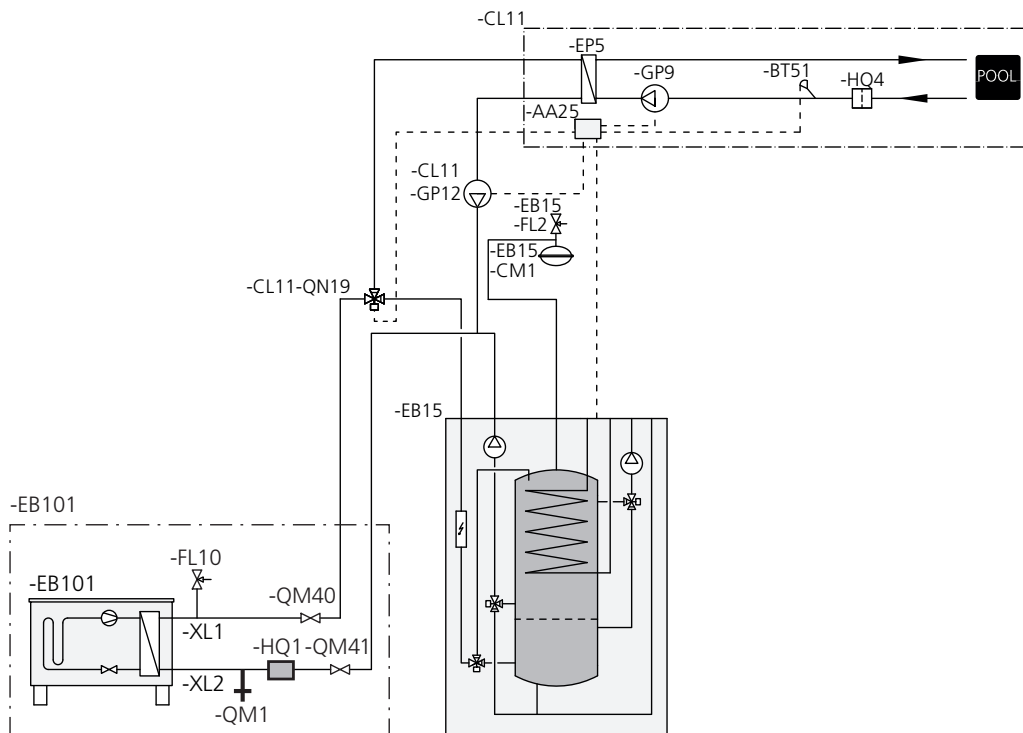 -CL11
-EP5
-GP9
-BT51
-HQ4
POOL
-AA25
-CL11
-GP12
-EB15
-FL2
-EB15
-CM1
-CL11-QN19
-EB15
-EB101
-FL10
-EB101
-QM40
-XL1
-HQ1 -QM41
-XL2
-QM1